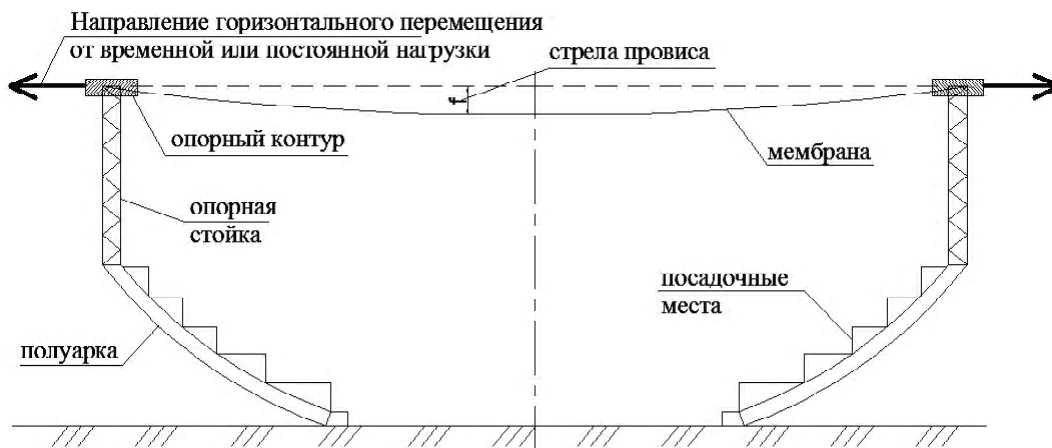 Направление горизонтального перемещения
от временной или постоянной нагрузки
стрела провиса
f
опорный контур
мембрана
опорная
стойка
посадочные
места
полуарка